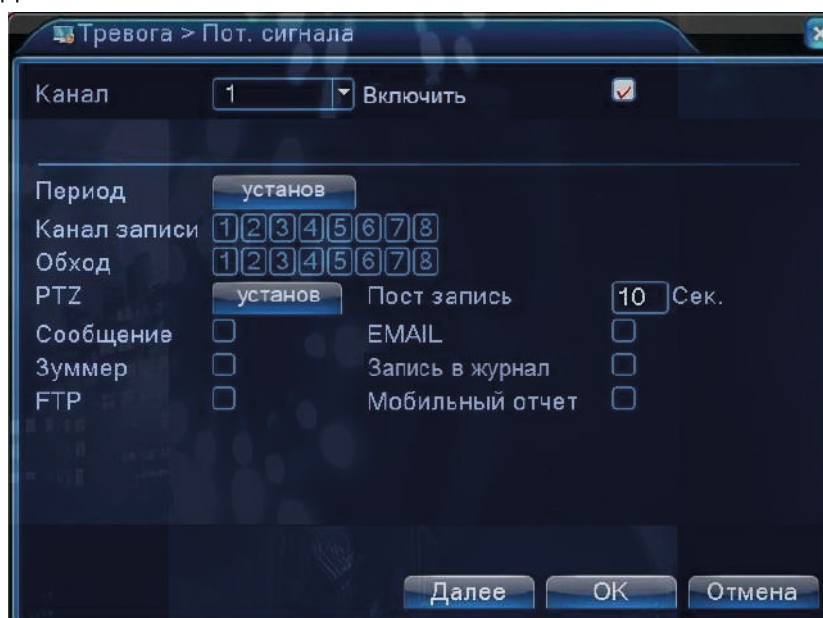 Тревога > Пот. сигнала
Канал 1 Включить
Период установ
Канал записи 1 2 3 4 5 6 7 8
Обход 1 2 3 4 5 6 7 8
PTZ установ Пост запись 10 Сек.
Сообщение EMAIL
Зуммер Запись в журнал
FTP Мобильный отчет
Далее OK Отмена